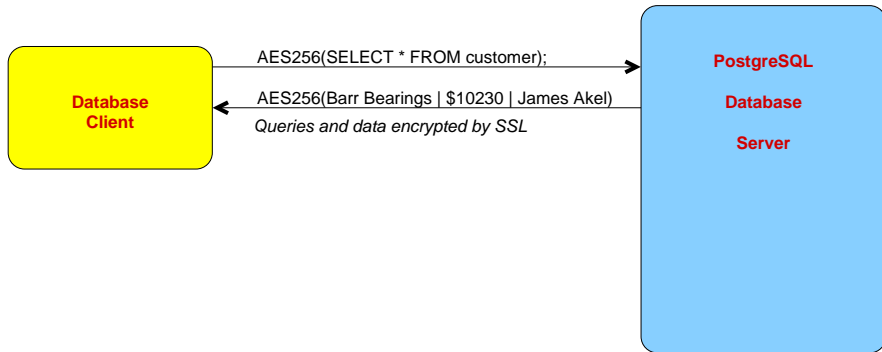 AES256(SELECT * FROM customer);
Database
Client
AES256(Barr Bearings | $10230 | James Akel)
Queries and data encrypted by SSL
PostgreSQL
Database
Server